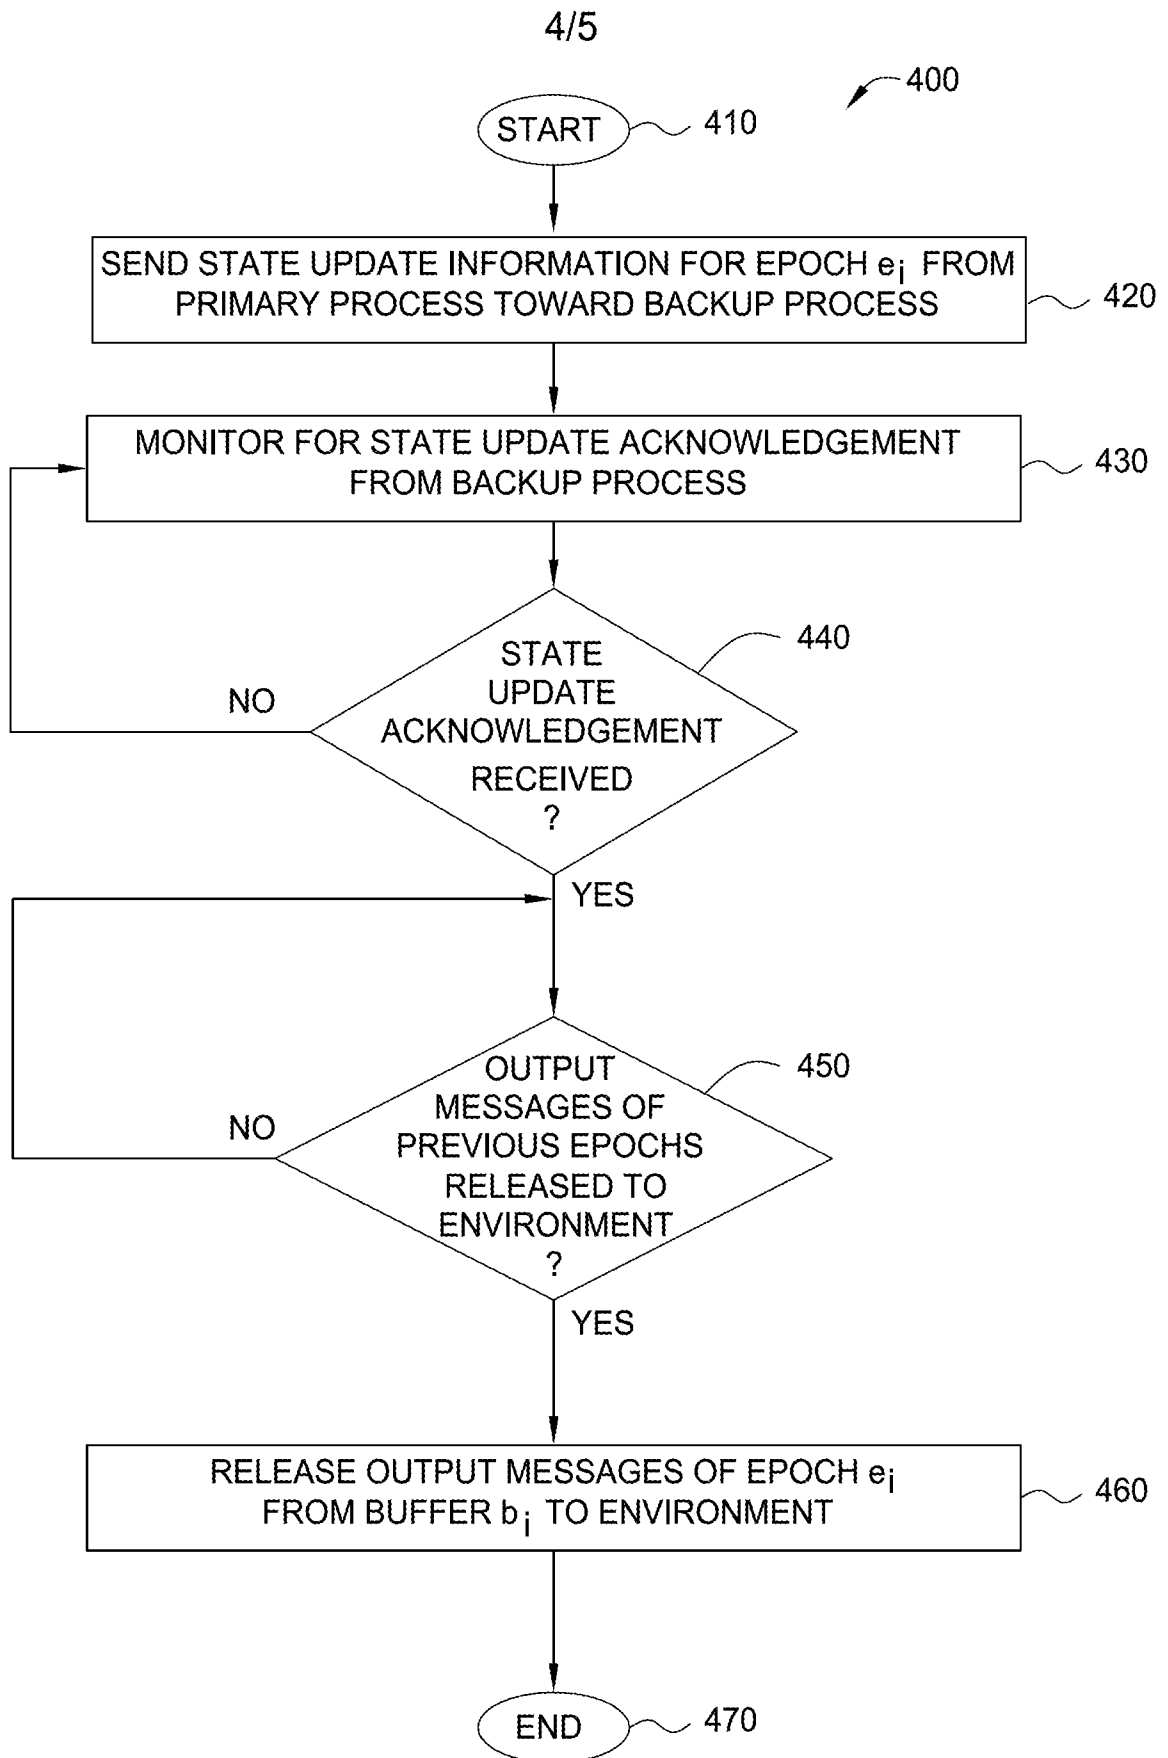 4/5
400
START
410
SEND STATE UPDATE INFORMATION FOR EPOCH ei FROM
PRIMARY PROCESS TOWARD BACKUP PROCESS
420
MONITOR FOR STATE UPDATE ACKNOWLEDGEMENT
FROM BACKUP PROCESS
430
STATE
UPDATE
ACKNOWLEDGEMENT
RECEIVED
?
440
NO
YES
OUTPUT
MESSAGES OF
PREVIOUS EPOCHS
RELEASED TO
ENVIRONMENT
?
450
NO
YES
RELEASE OUTPUT MESSAGES OF EPOCH ei
FROM BUFFER bi TO ENVIRONMENT
460
END
470